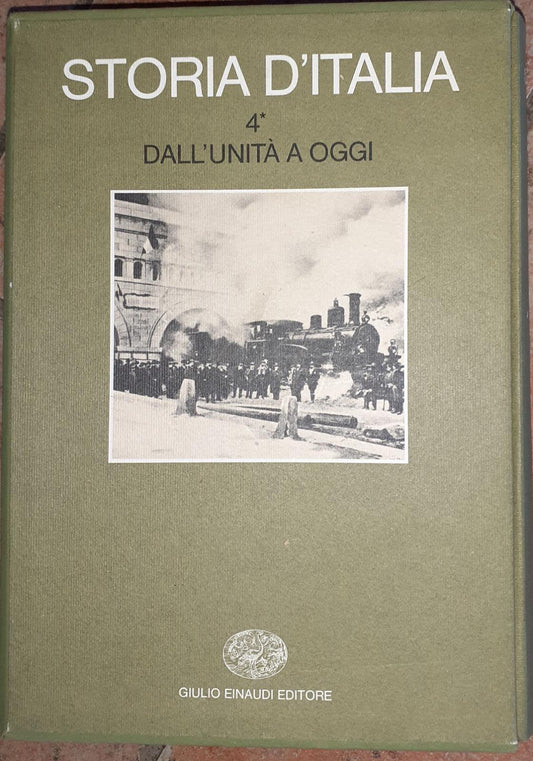 STORIA D'ITALIA
4*
DALL'UNITÀ A OGGI
GIULIO EINAUDI EDITORE